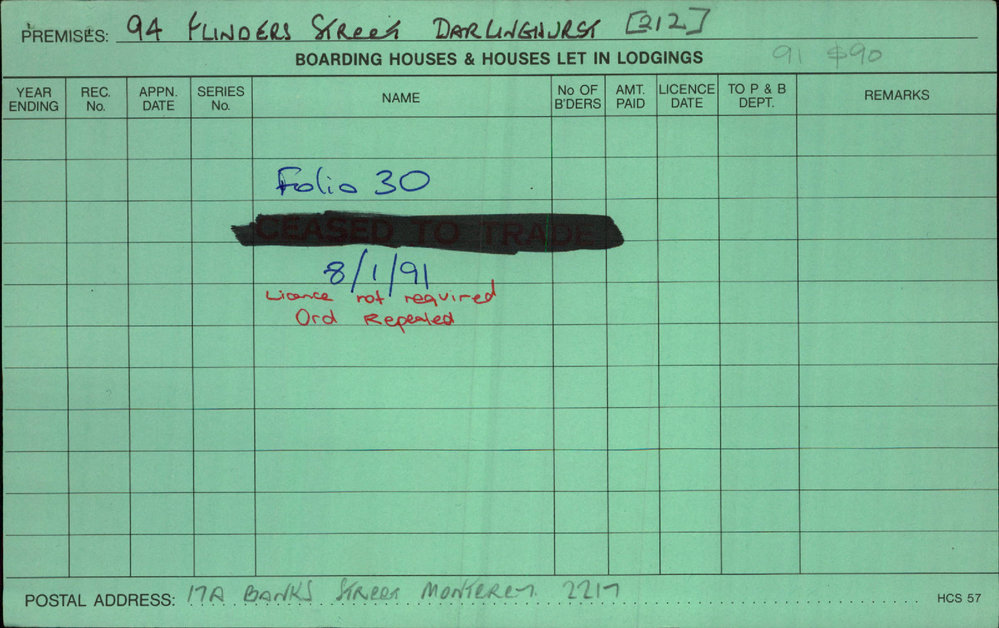 PREMISES: 94 FLINDERS STREET DARLINGHURST [212]
BOARDING HOUSES & HOUSES LET IN LODGINGS 91 $90
YEAR ENDING REC. No. APPN. DATE SERIES No. NAME No OF B'DERS AMT. PAID LICENCE DATE TO P & B DEPT. REMARKS
Folio 30
CEASED TO TRADE
8/1/91
Licence not required
Ord Repealed
POSTAL ADDRESS: 17A BANKS STREET MONTEREY 2217 HCS 57